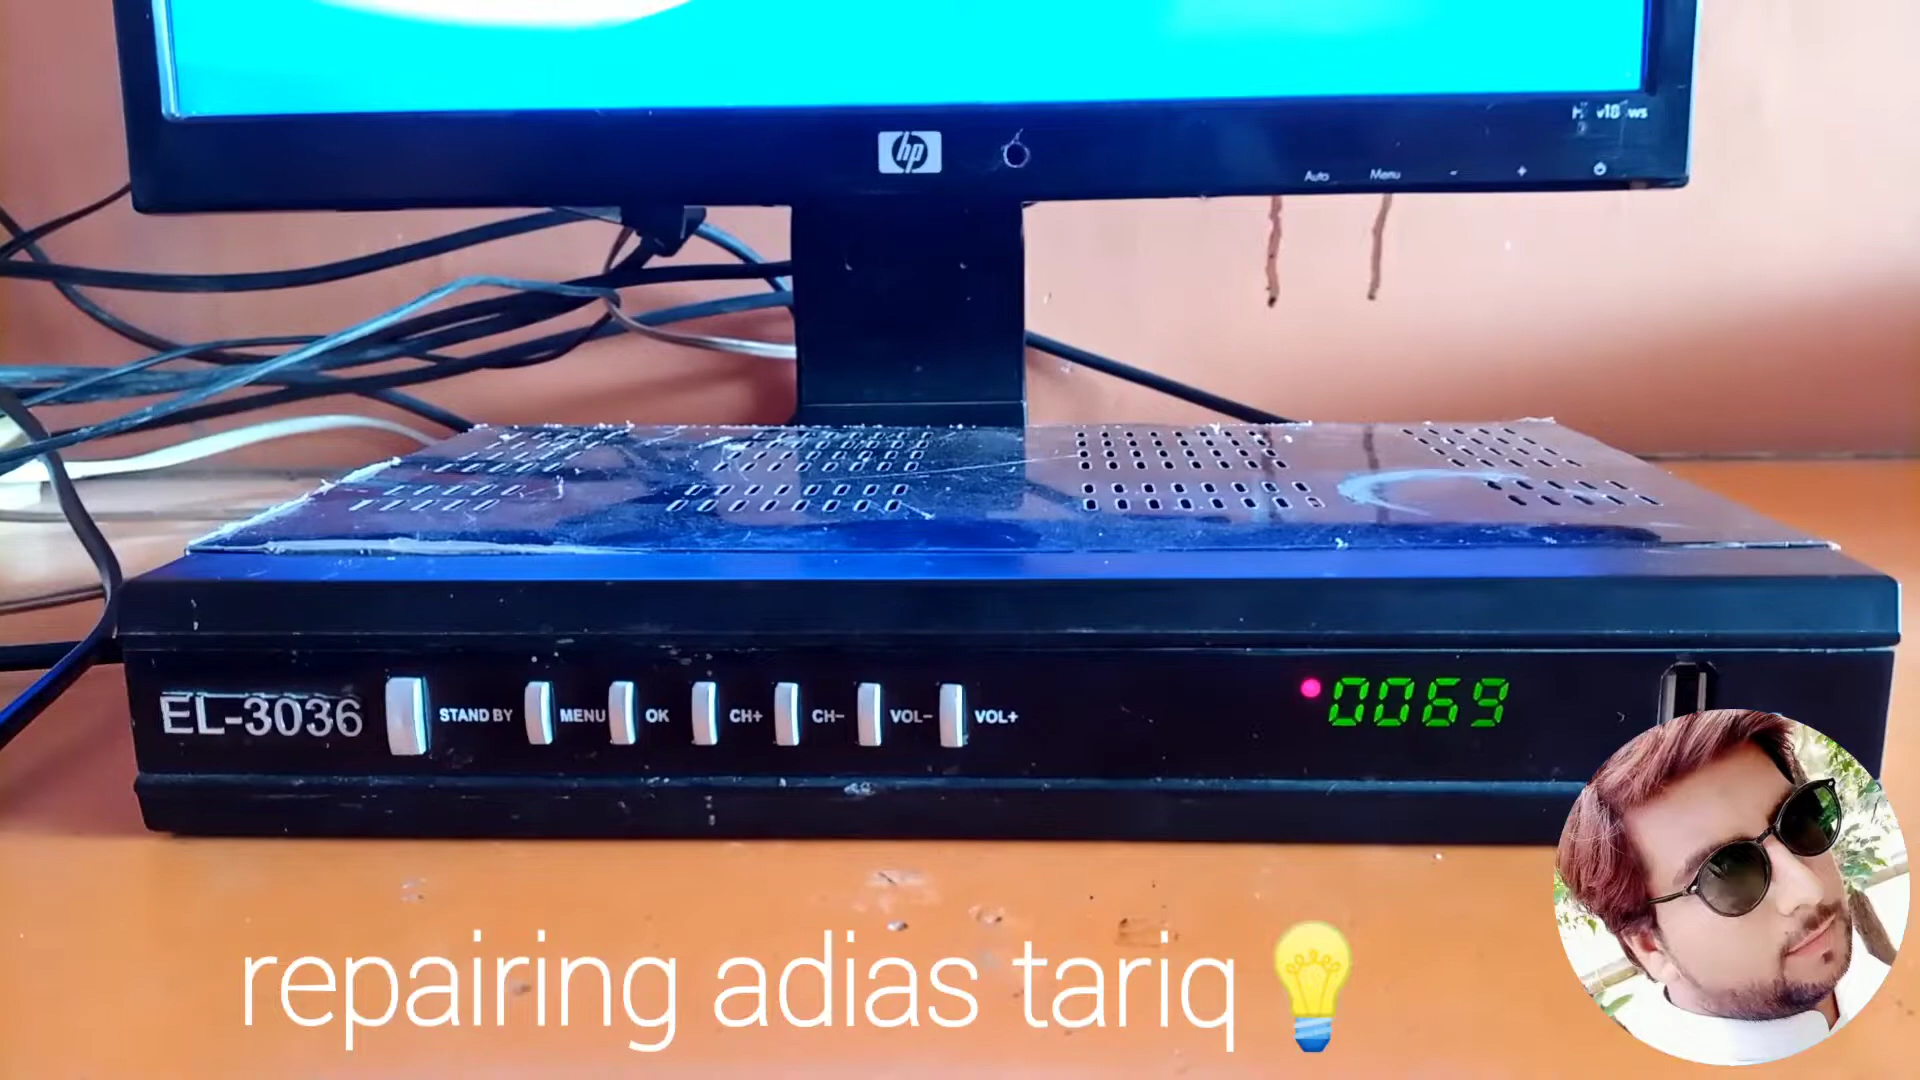 hp
Auto Menu - +
EL-3036 STAND BY MENU OK CH+ CH- VOL- VOL+ 0069
repairing adias tariq💡